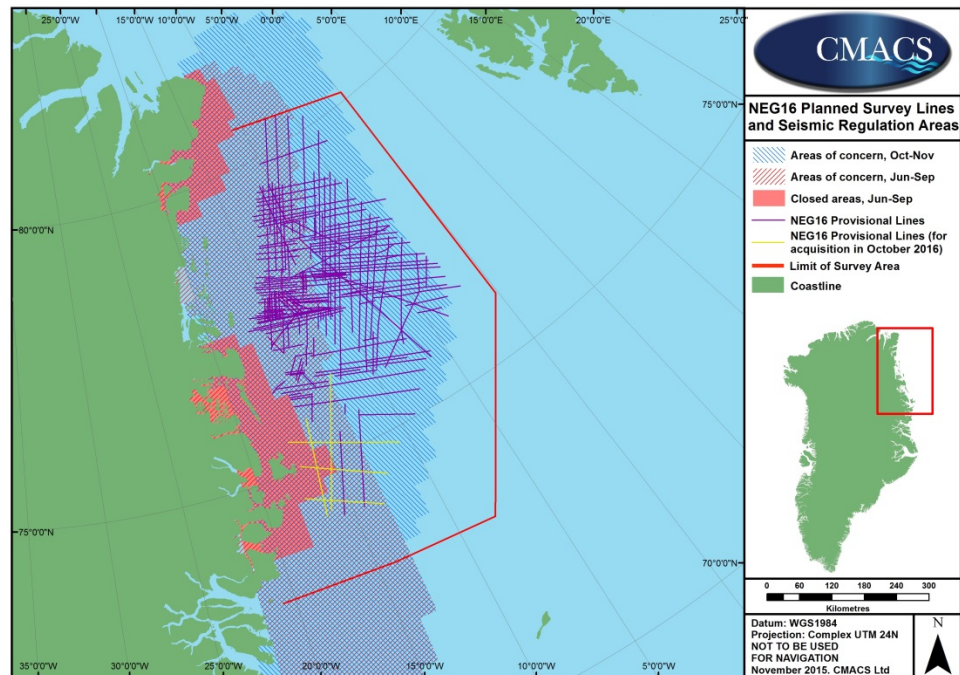 25°0'0"W 20°0'0"W 15°0'0"W 10°0'0"W 5°0'0"W 0°0'0"E 5°0'0"E 10°0'0"E 15°0'0"E 20°0'0"E 25°0'0"
80°0'0"N
75°0'0"N
75°0'0"N
70°0'0"N
35°0'0"W 30°0'0"W 25°0'0"W 20°0'0"W 15°0'0"W 10°0'0"W 5°0'0"W
CMACS
NEG16 Planned Survey Lines
and Seismic Regulation Areas
Areas of concern, Oct-Nov
Areas of concern, Jun-Sep
Closed areas, Jun-Sep
NEG16 Provisional Lines
NEG16 Provisional Lines (for
acquisition in October 2016)
Limit of Survey Area
Coastline
0 60 120 180 240 300
Kilometres
Datum: WGS1984
Projection: Complex UTM 24N
NOT TO BE USED
FOR NAVIGATION
November 2015. CMACS Ltd
N